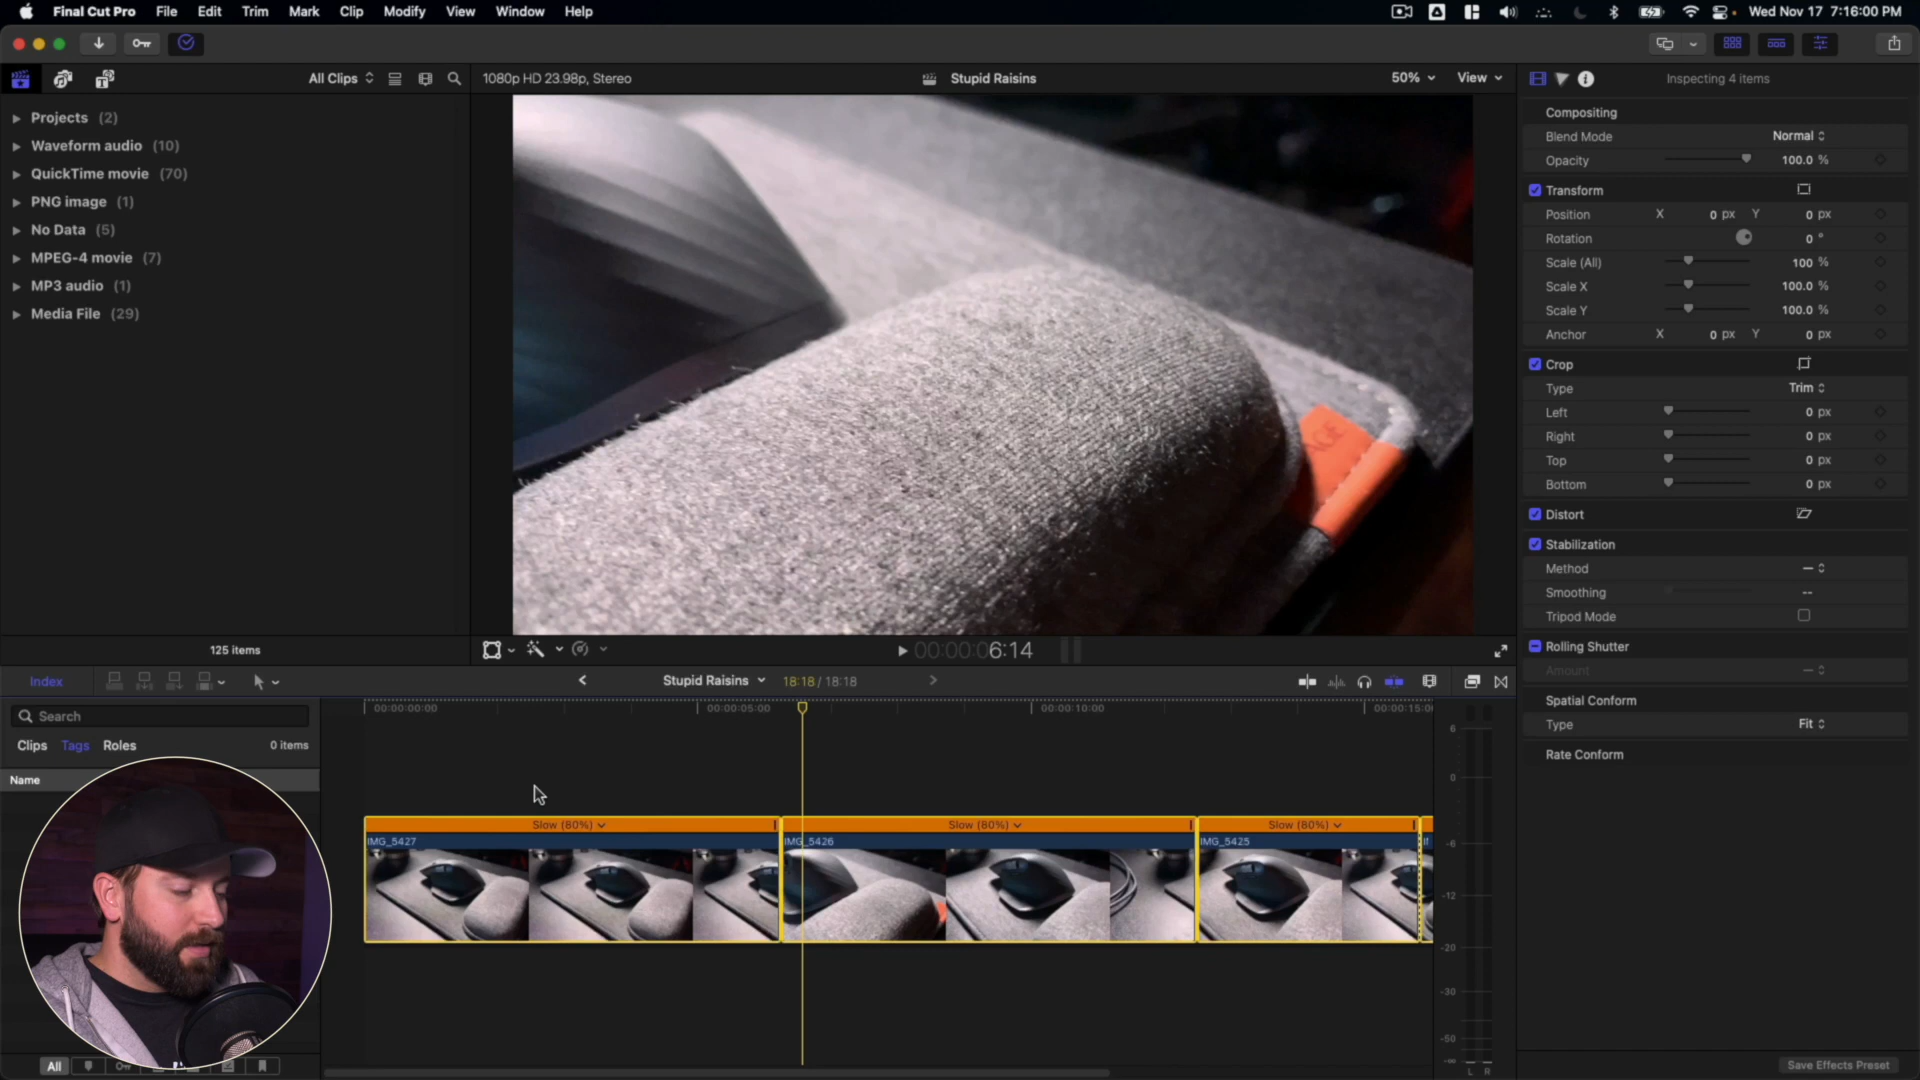 Final Cut Pro File Edit Trim Mark Clip Modify View Window Help Wed Nov 17 7:16:00 PM
All Clips 1080p HD 23.98p, Stereo Stupid Raisins 50% View Inspecting 4 items
Projects (2)
Waveform audio (10)
QuickTime movie (70)
PNG image (1)
No Data (5)
MPEG-4 movie (7)
MP3 audio (1)
Media File (29)
125 items
Compositing
Blend Mode Normal
Opacity 100.0 %
Transform
Position X 0 px Y 0 px
Rotation 0 °
Scale (All) 100 %
Scale X 100.0 %
Scale Y 100.0 %
Anchor X 0 px Y 0 px
Crop
Type Trim
Left 0 px
Right 0 px
Top 0 px
Bottom 0 px
Distort
Stabilization
Method —
Smoothing --
Tripod Mode
Rolling Shutter
Amount —
Spatial Conform
Type Fit
Rate Conform
Save Effects Preset
00:00:06:14
Index Stupid Raisins 18:18 / 18:18
Search
Clips Tags Roles 0 items
Name
All
00:00:00:00 00:00:05:00 00:00:10:00 00:00:15:00
Slow (80%) Slow (80%) Slow (80%)
IMG_5427 IMG_5426 IMG_5425
6
0
-6
-12
-20
-30
-50
-∞
L R